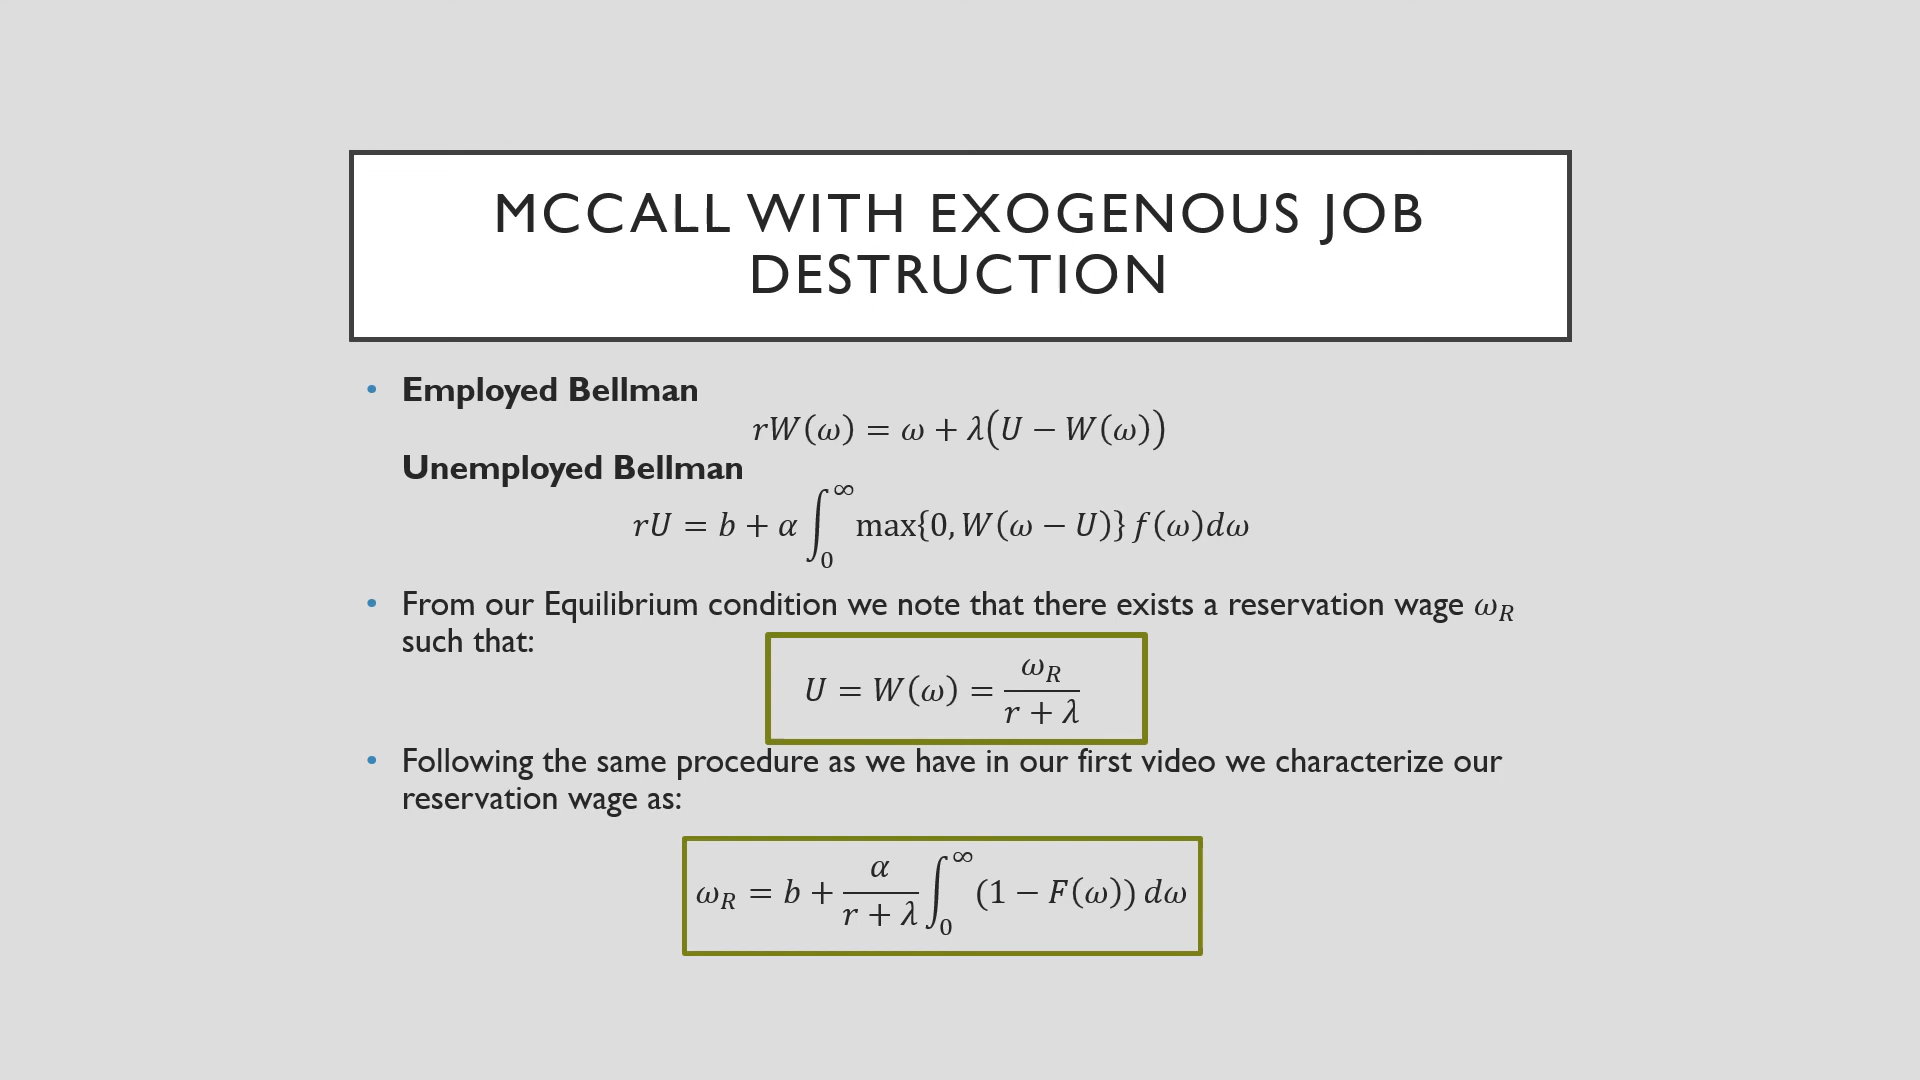 MCCALL WITH EXOGENOUS JOB
DESTRUCTION
• Employed Bellman
rW(ω) = ω + λ(U − W(ω))
Unemployed Bellman
rU = b + α ∫₀^∞ max{0, W(ω − U)} f(ω)dω
• From our Equilibrium condition we note that there exists a reservation wage ω_R
such that:
U = W(ω) = ω_R / (r + λ)
• Following the same procedure as we have in our first video we characterize our
reservation wage as:
ω_R = b + α/(r + λ) ∫₀^∞ (1 − F(ω)) dω